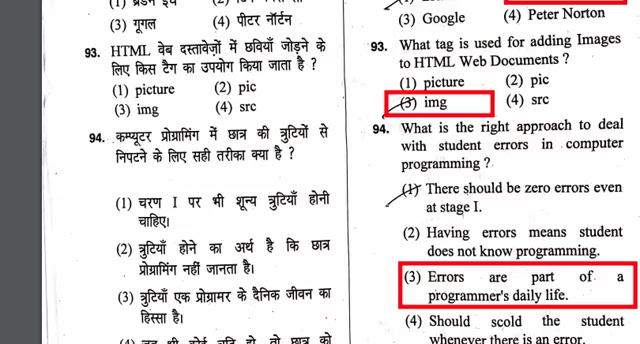 (3) गूगल
(4) पीटर नॉर्टन
93. HTML वेब दस्तावेज़ों में छवियाँ जोड़ने के
लिए किस टैग का उपयोग किया जाता है ?
(1) picture
(2) pic
(3) img
(4) src
94. कम्प्यूटर प्रोग्रामिंग में छात्र की त्रुटियों से
निपटने के लिए सही तरीका क्या है ?
(1) चरण I पर भी शून्य त्रुटियाँ होनी
चाहिए।
(2) त्रुटियाँ होने का अर्थ है कि छात्र
प्रोग्रामिंग नहीं जानता है।
(3) त्रुटियाँ एक प्रोग्रामर के दैनिक जीवन का
हिस्सा है।
(3) Google
(4) Peter Norton
93. What tag is used for adding Images
to HTML Web Documents ?
(1) picture
(2) pic
(3) img
(4) src
94. What is the right approach to deal
with student errors in computer
programming ?
(1) There should be zero errors even
at stage I.
(2) Having errors means student
does not know programming.
(3) Errors are part of a
programmer's daily life.
(4) Should scold the student
whenever there is an error.